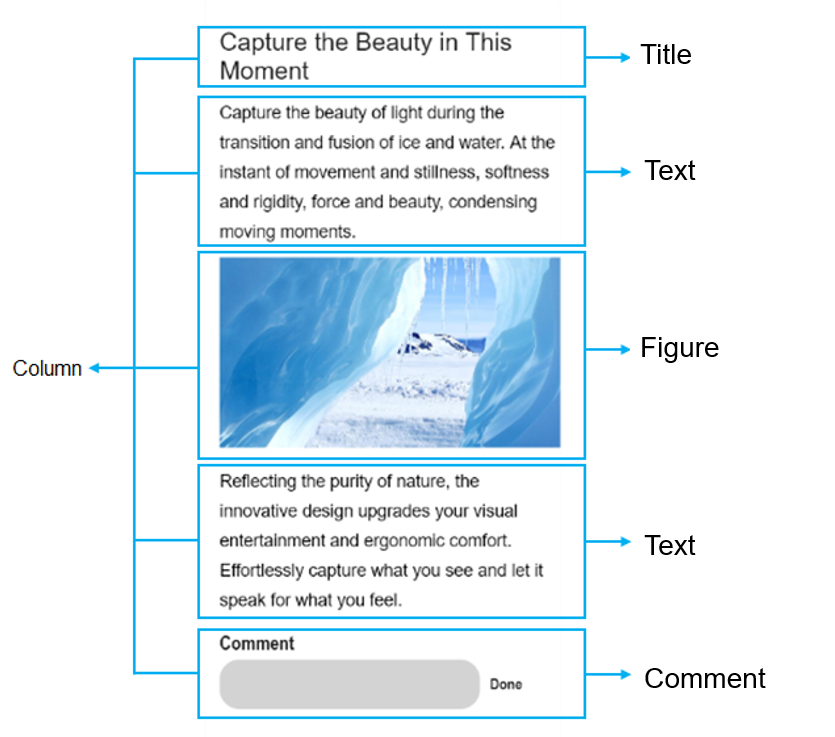 Capture the Beauty in This
Moment
Title
Capture the beauty of light during the
transition and fusion of ice and water. At the
instant of movement and stillness, softness
and rigidity, force and beauty, condensing
moving moments.
Text
Figure
Column
Reflecting the purity of nature, the
innovative design upgrades your visual
entertainment and ergonomic comfort.
Effortlessly capture what you see and let it
speak for what you feel.
Text
Comment
Done
Comment